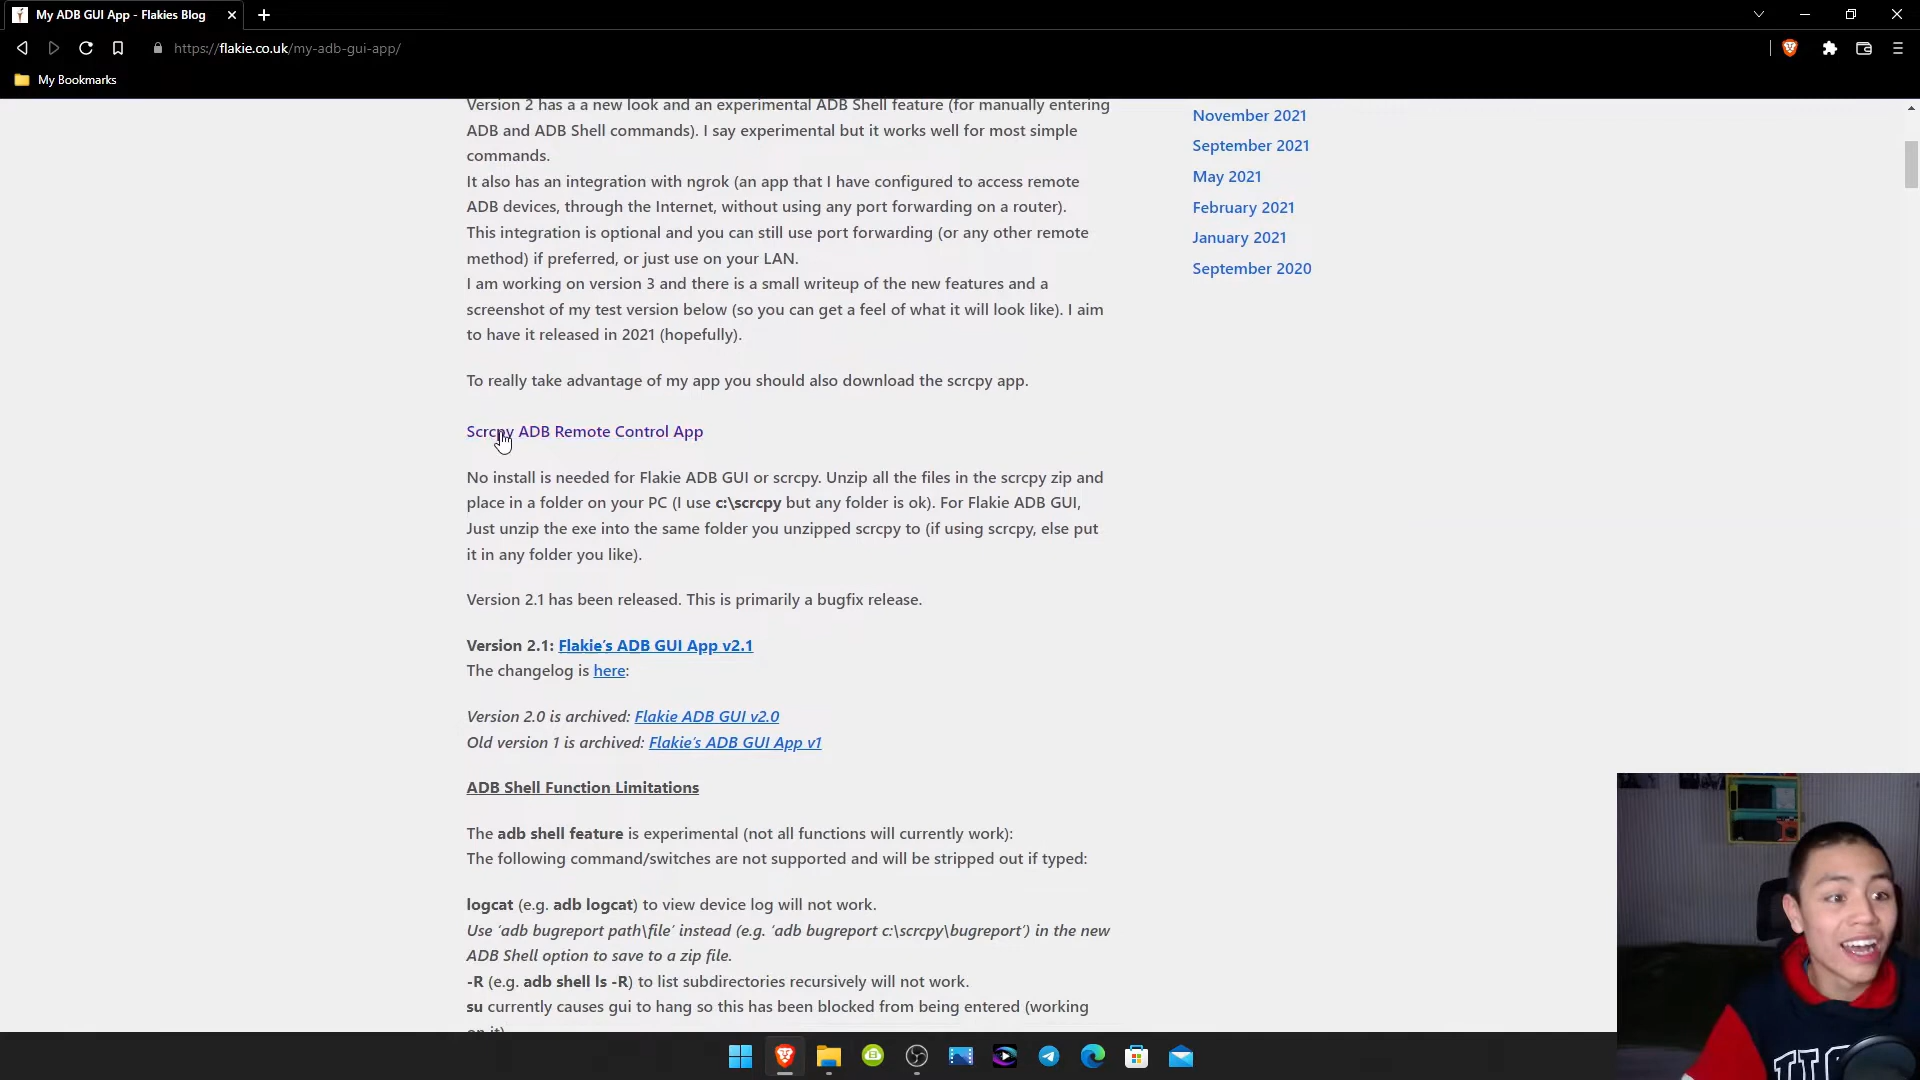 My ADB GUI App - Flakies Blog
https://flakie.co.uk/my-adb-gui-app/
My Bookmarks
Version 2 has a a new look and an experimental ADB Shell feature (for manually entering
ADB and ADB Shell commands). I say experimental but it works well for most simple
commands.
It also has an integration with ngrok (an app that I have configured to access remote
ADB devices, through the Internet, without using any port forwarding on a router).
This integration is optional and you can still use port forwarding (or any other remote
method) if preferred, or just use on your LAN.
I am working on version 3 and there is a small writeup of the new features and a
screenshot of my test version below (so you can get a feel of what it will look like). I aim
to have it released in 2021 (hopefully).
To really take advantage of my app you should also download the scrcpy app.
Scrcpy ADB Remote Control App
No install is needed for Flakie ADB GUI or scrcpy. Unzip all the files in the scrcpy zip and
place in a folder on your PC (I use c:\scrcpy but any folder is ok). For Flakie ADB GUI,
Just unzip the exe into the same folder you unzipped scrcpy to (if using scrcpy, else put
it in any folder you like).
Version 2.1 has been released. This is primarily a bugfix release.
Version 2.1: Flakie's ADB GUI App v2.1
The changelog is here:
Version 2.0 is archived: Flakie ADB GUI v2.0
Old version 1 is archived: Flakie's ADB GUI App v1
ADB Shell Function Limitations
The adb shell feature is experimental (not all functions will currently work):
The following command/switches are not supported and will be stripped out if typed:
logcat (e.g. adb logcat) to view device log will not work.
Use 'adb bugreport path\file' instead (e.g. 'adb bugreport c:\scrcpy\bugreport') in the new
ADB Shell option to save to a zip file.
-R (e.g. adb shell ls -R) to list subdirectories recursively will not work.
su currently causes gui to hang so this has been blocked from being entered (working
on it)
November 2021
September 2021
May 2021
February 2021
January 2021
September 2020